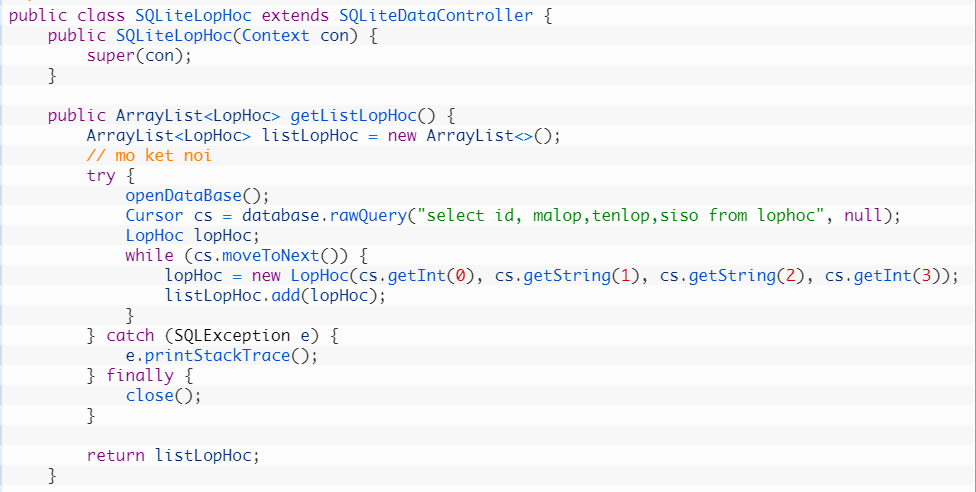 public class SQLiteLopHoc extends SQLiteDataController {
    public SQLiteLopHoc(Context con) {
        super(con);
    }

    public ArrayList<LopHoc> getListLopHoc() {
        ArrayList<LopHoc> listLopHoc = new ArrayList<>();
        // mo ket noi
        try {
            openDataBase();
            Cursor cs = database.rawQuery("select id, malop,tenlop,siso from lophoc", null);
            LopHoc lopHoc;
            while (cs.moveToNext()) {
                lopHoc = new LopHoc(cs.getInt(0), cs.getString(1), cs.getString(2), cs.getInt(3));
                listLopHoc.add(lopHoc);
            }
        } catch (SQLException e) {
            e.printStackTrace();
        } finally {
            close();
        }

        return listLopHoc;
    }